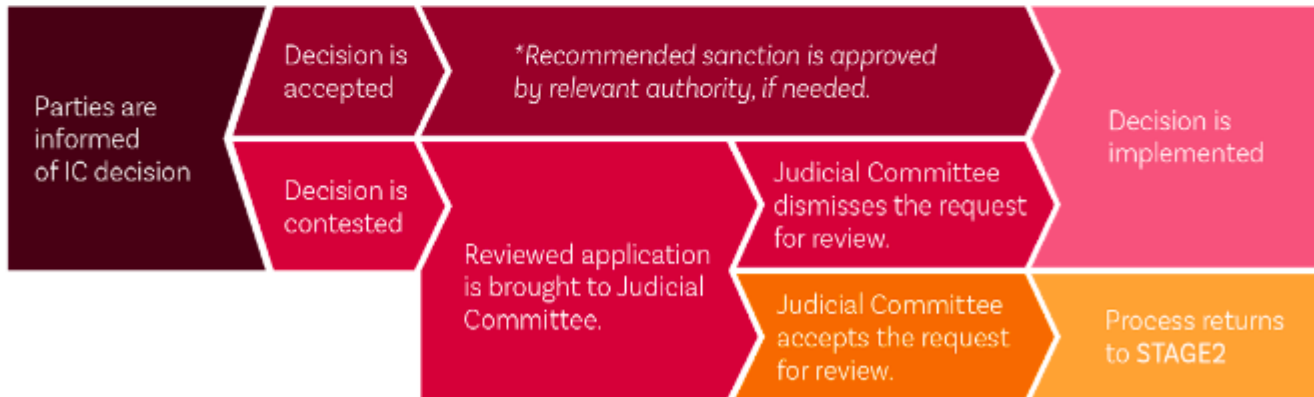 Parties are
informed
of IC decision
Decision is
accepted
*Recommended sanction is approved
by relevant authority, if needed.
Decision is
contested
Reviewed application
is brought to Judicial
Committee.
Judicial Committee
dismisses the request
for review.
Decision is
implemented
Judicial Committee
accepts the request
for review.
Process returns
to STAGE2